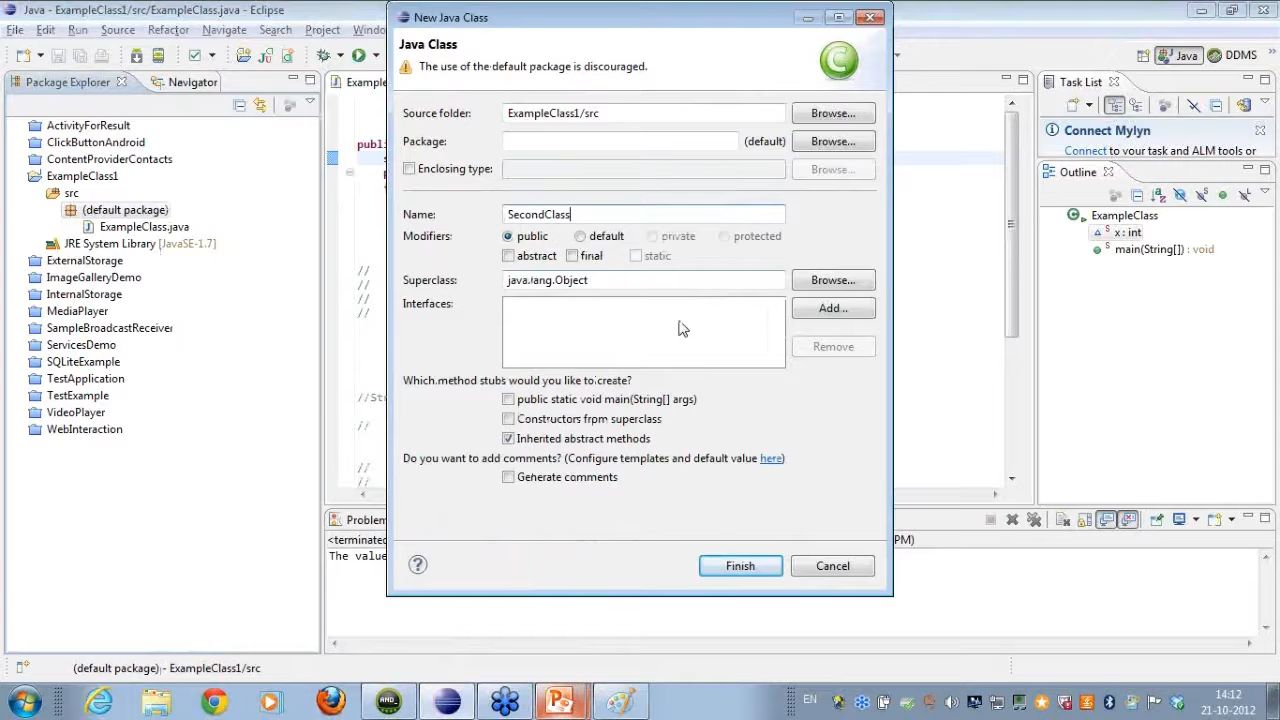 Java - ExampleClass1/src/ExampleClass.java - Eclipse
New Java Class
File Edit Source Refactor Navigate Search Project Window
Java Class
The use of the default package is discouraged.
Java DDMS
Package Explorer Navigator
Example
Task List
Source folder: ExampleClass1/src Browse...
Package: (default) Browse...
Enclosing type: Browse...
Name: SecondClass
Modifiers: public default private protected
abstract final static
Superclass: java.lang.Object Browse...
Interfaces: Add...
Remove
Which method stubs would you like to create?
public static void main(String[] args)
Constructors from superclass
Inherited abstract methods
Do you want to add comments? (Configure templates and default value here)
Generate comments
Finish Cancel
ActivityForResult
ClickButtonAndroid
ContentProviderContacts
ExampleClass1
src
(default package)
ExampleClass.java
JRE System Library [JavaSE-1.7]
ExternalStorage
ImageGalleryDemo
InternalStorage
MediaPlayer
SampleBroadcastReceiver
ServicesDemo
SQLiteExample
TestApplication
TestExample
VideoPlayer
WebInteraction
publi
//
//
//
//
//St
//
//
//
Connect Mylyn
Connect to your task and ALM tools or
Outline
ExampleClass
x : int
main(String[]) : void
Problem
<terminated
PM)
The value
(default package) - ExampleClass1/src
EN
14:12
21-10-2012